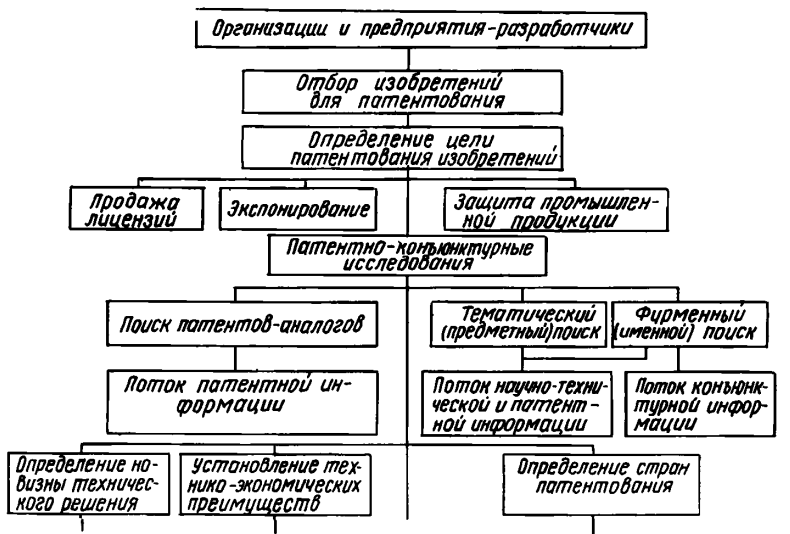 Организации и предприятия-разработчики
Отбор изобретений
для патентования
Определение цели
патентования изобретений
Продажа
лицензий
Экспонирование
Защита промышлен-
ной продукции
Патентно-конъюнктурные
исследования
Поиск патентов-аналогов
Тематический
(предметный) поиск
Фирменный
(именной) поиск
Поток патентной ин-
формации
Поток научно-техни-
ческой и патент-
ной информации
Поток конъюнк-
турной инфор-
мации
Определение но-
визны техничес-
кого решения
Установление тех-
нико-экономических
преимуществ
Определение стран
патентования